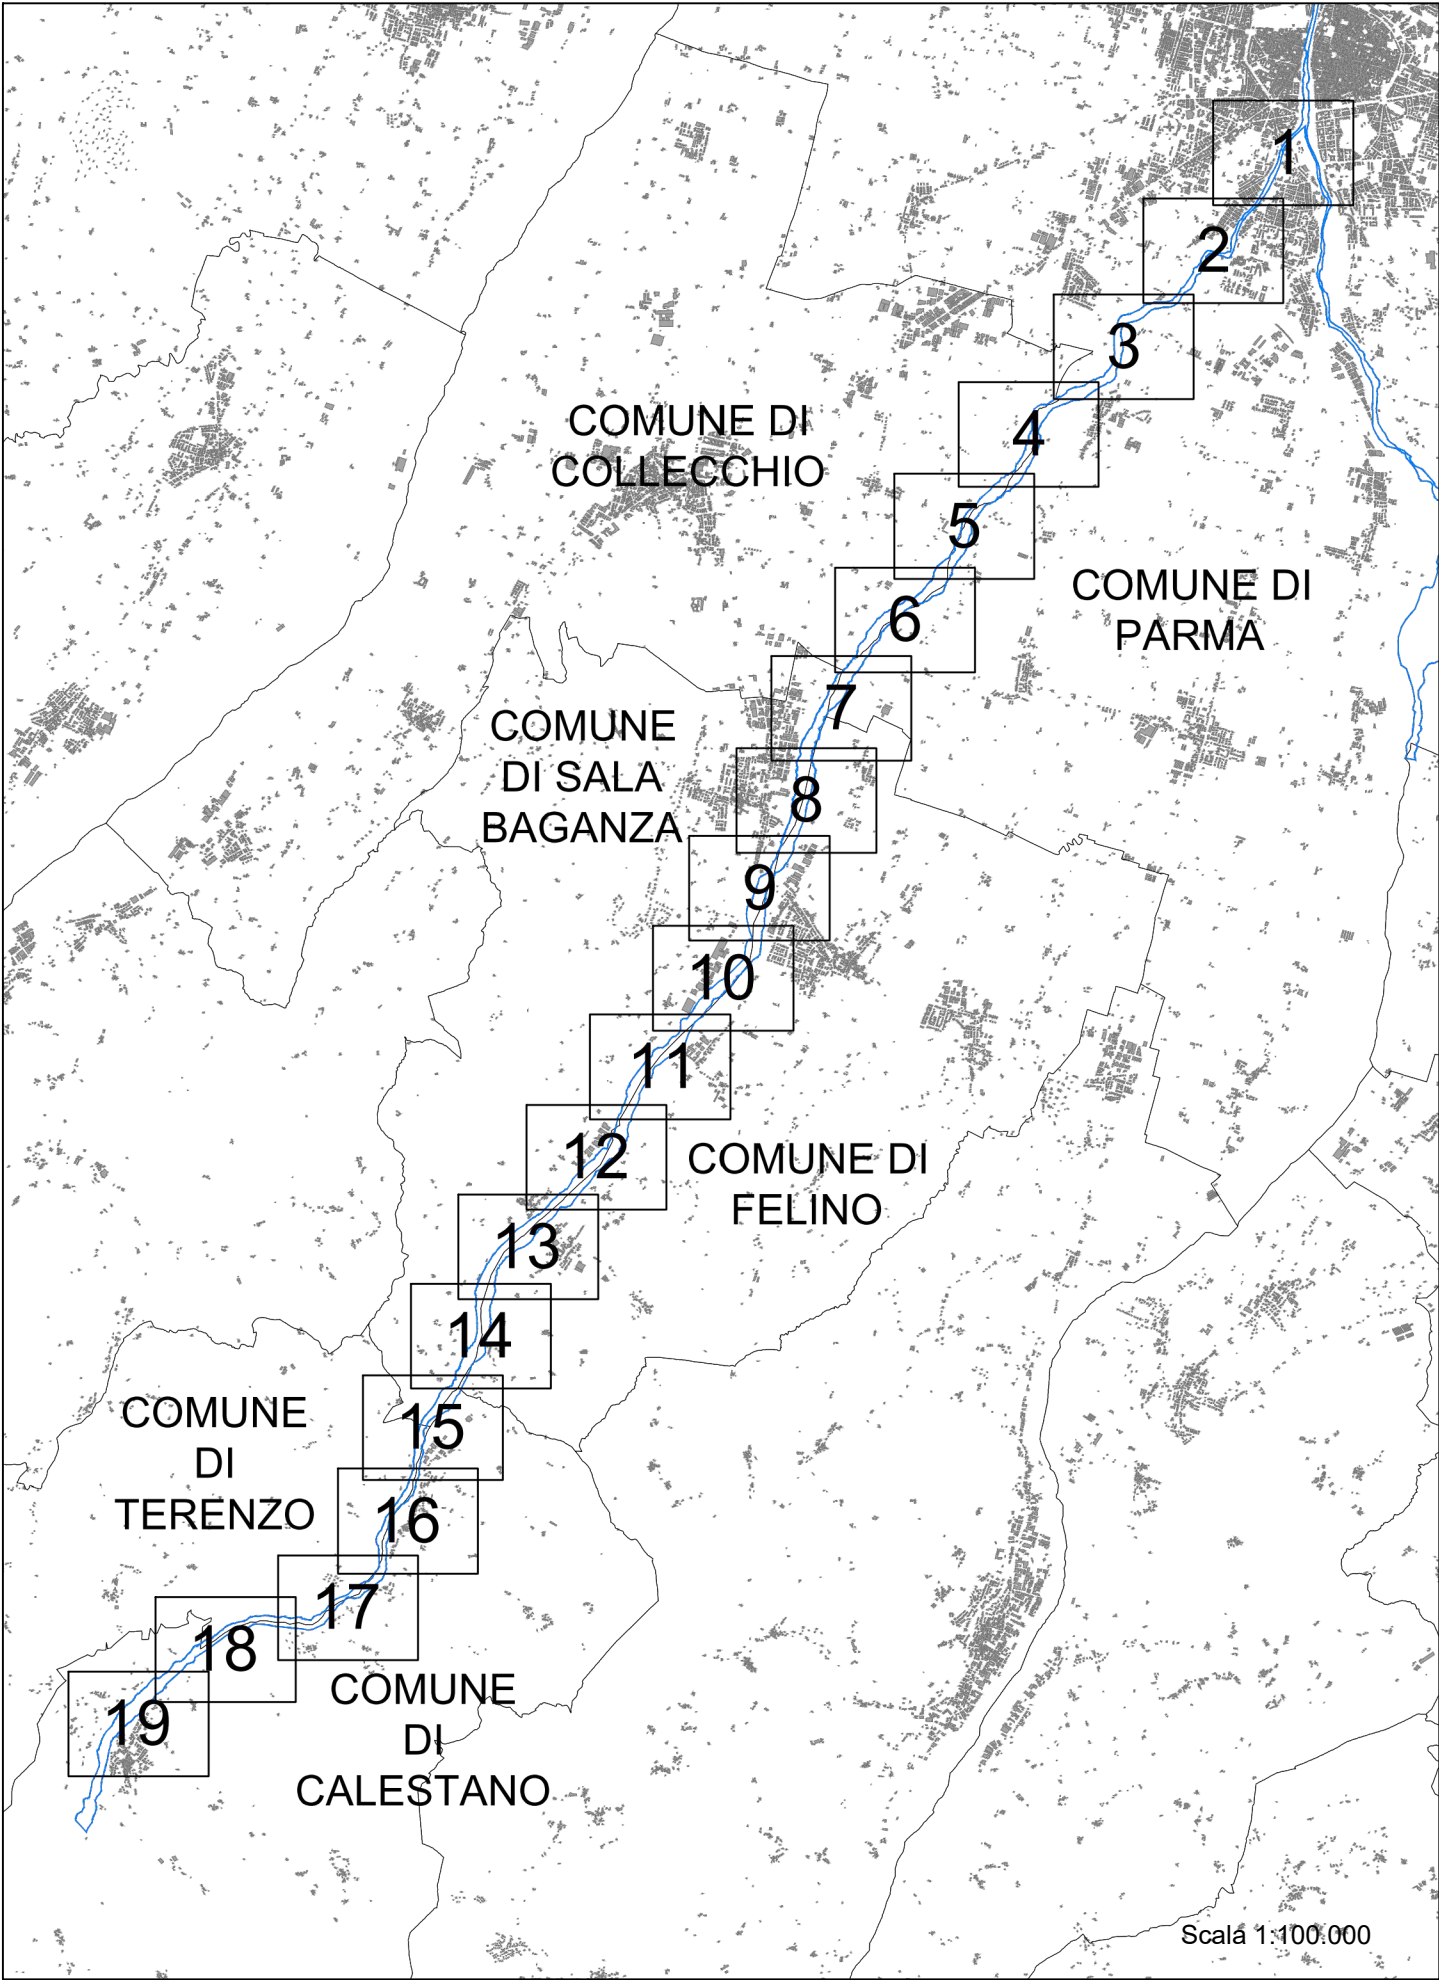 1
2
3
4
COMUNE DI
COLLECCHIO
5
COMUNE DI
PARMA
6
7
COMUNE
DI SALA
BAGANZA
8
9
10
11
12
COMUNE DI
FELINO
13
14
15
COMUNE
DI
TERENZO
16
17
18
19
COMUNE
DI
CALESTANO
Scala 1:100.000